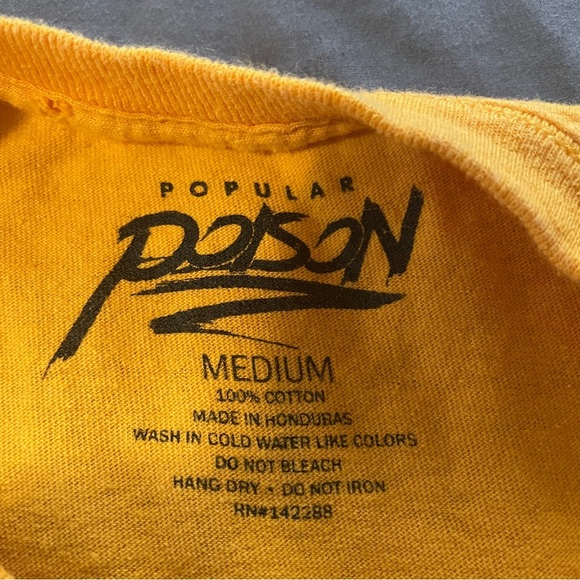 POPULAR
POISON
MEDIUM
100% COTTON
MADE IN HONDURAS
WASH IN COLD WATER LIKE COLORS
DO NOT BLEACH
HANG DRY • DO NOT IRON
RN#142288